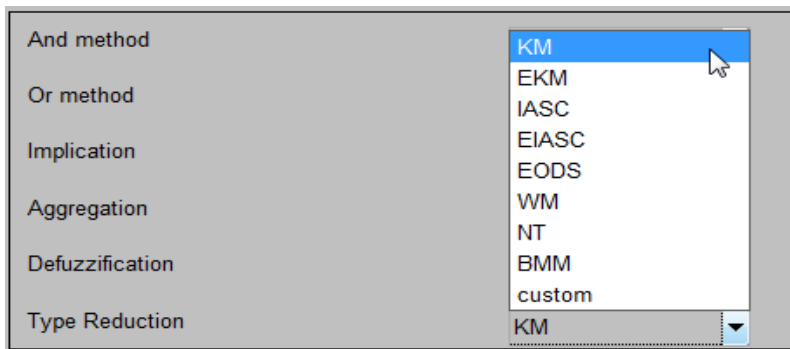 And method
Or method
Implication
Aggregation
Defuzzification
Type Reduction
KM
EKM
IASC
EIASC
EODS
WM
NT
BMM
custom
KM